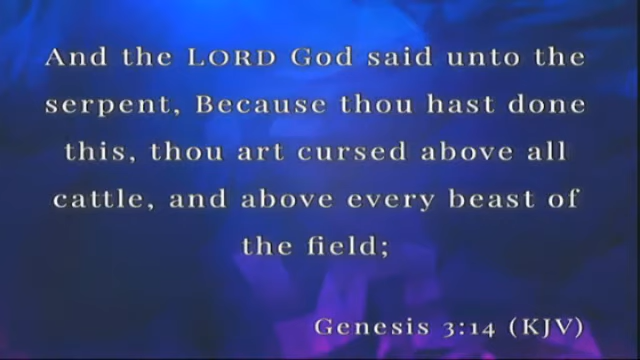 And the LORD God said unto the
serpent, Because thou hast done
this, thou art cursed above all
cattle, and above every beast of
the field;
Genesis 3:14 (KJV)